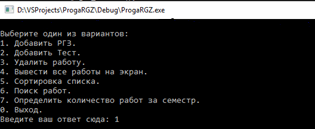 D:\VSProjects\ProgaRGZ\Debug\ProgaRGZ.exe
Выберите один из вариантов:
1. Добавить РГЗ.
2. Добавить Тест.
3. Удалить работу.
4. Вывести все работы на экран.
5. Сортировка списка.
6. Поиск работ.
7. Определить количество работ за семестр.
0. Выход.
Введите ваш ответ сюда: 1